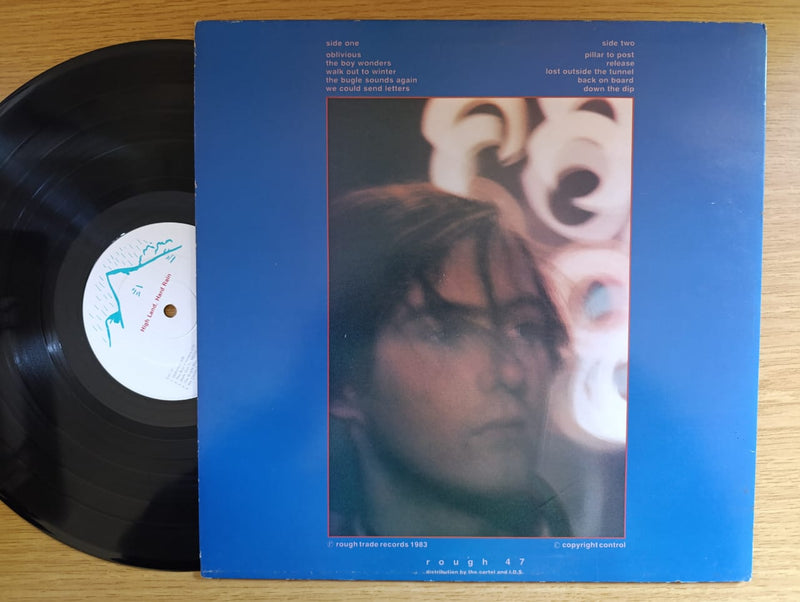 side one
oblivious
the boy wonders
walk out to winter
the bugle sounds again
we could send letters
side two
pillar to post
release
lost outside the tunnel
back on board
down the dip
High Land, Hard Rain
℗ rough trade records 1983
© copyright control
rough 47
distribution by the cartel and I.D.S.